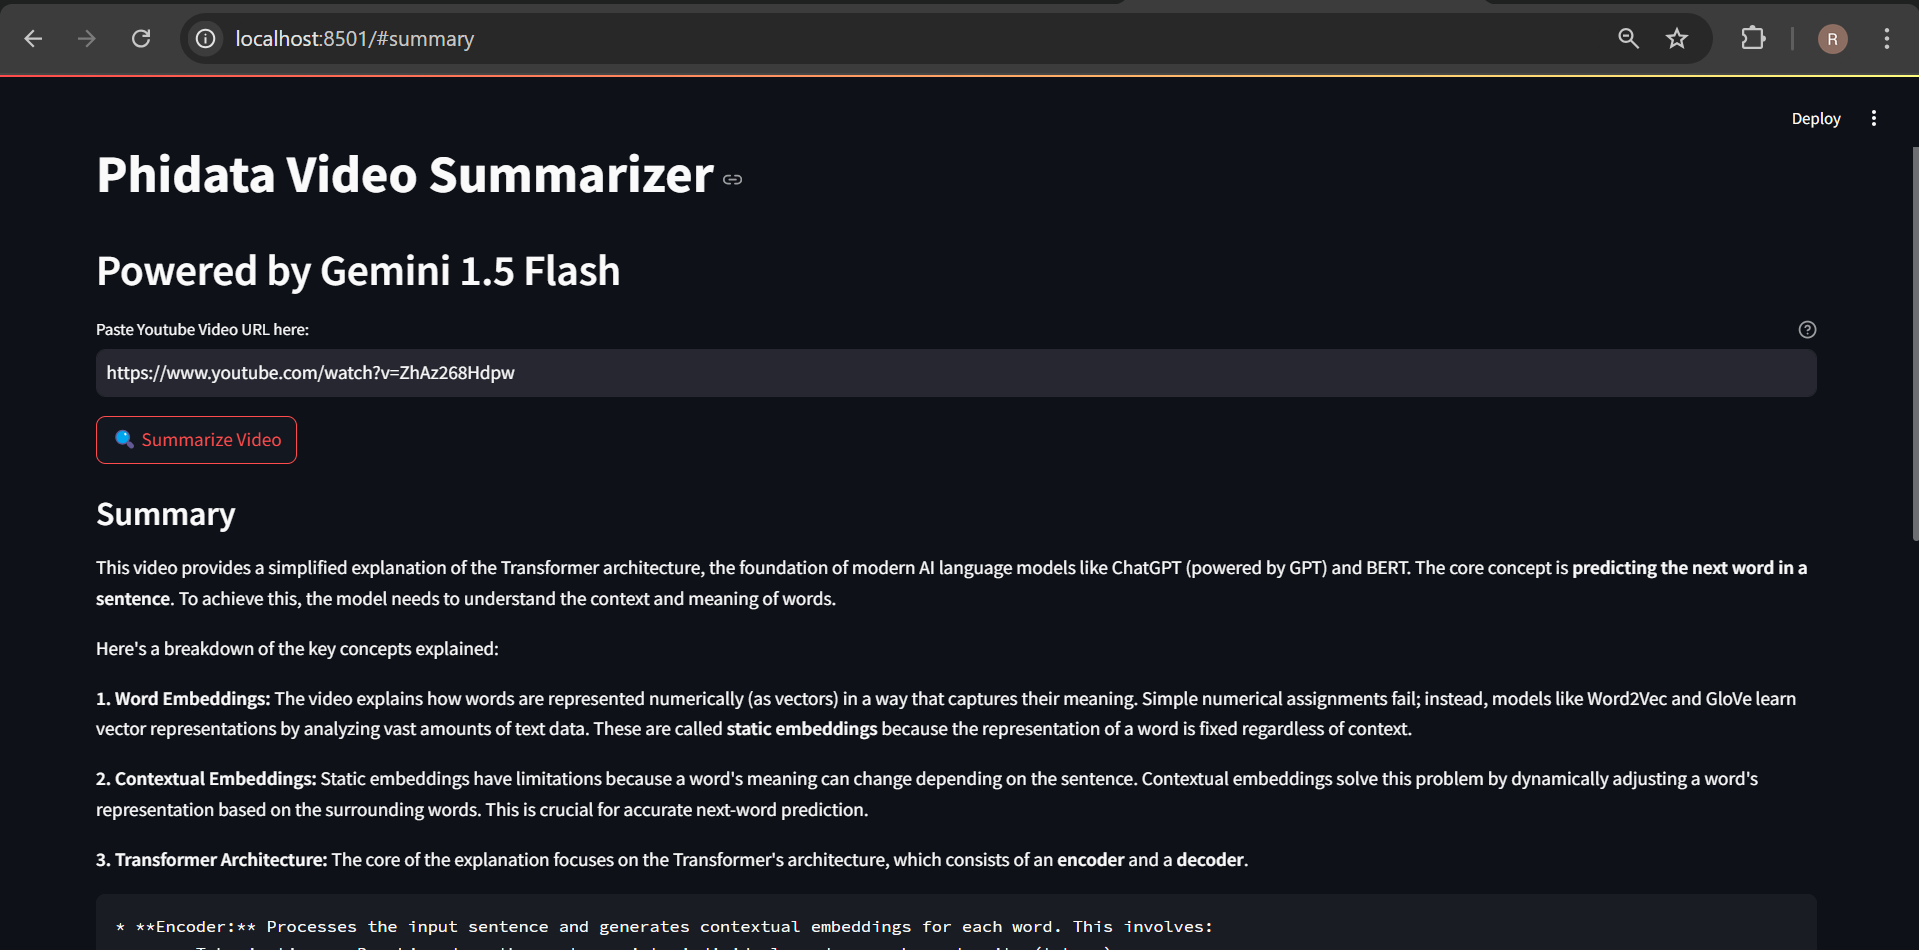 localhost:8501/#summary
R
Deploy
Phidata Video Summarizer
Powered by Gemini 1.5 Flash
Paste Youtube Video URL here:
https://www.youtube.com/watch?v=ZhAz268Hdpw
Summarize Video
Summary
This video provides a simplified explanation of the Transformer architecture, the foundation of modern AI language models like ChatGPT (powered by GPT) and BERT. The core concept is predicting the next word in a
sentence. To achieve this, the model needs to understand the context and meaning of words.
Here's a breakdown of the key concepts explained:
1. Word Embeddings: The video explains how words are represented numerically (as vectors) in a way that captures their meaning. Simple numerical assignments fail; instead, models like Word2Vec and GloVe learn
vector representations by analyzing vast amounts of text data. These are called static embeddings because the representation of a word is fixed regardless of context.
2. Contextual Embeddings: Static embeddings have limitations because a word's meaning can change depending on the sentence. Contextual embeddings solve this problem by dynamically adjusting a word's
representation based on the surrounding words. This is crucial for accurate next-word prediction.
3. Transformer Architecture: The core of the explanation focuses on the Transformer's architecture, which consists of an encoder and a decoder.
* **Encoder:** Processes the input sentence and generates contextual embeddings for each word. This involves: